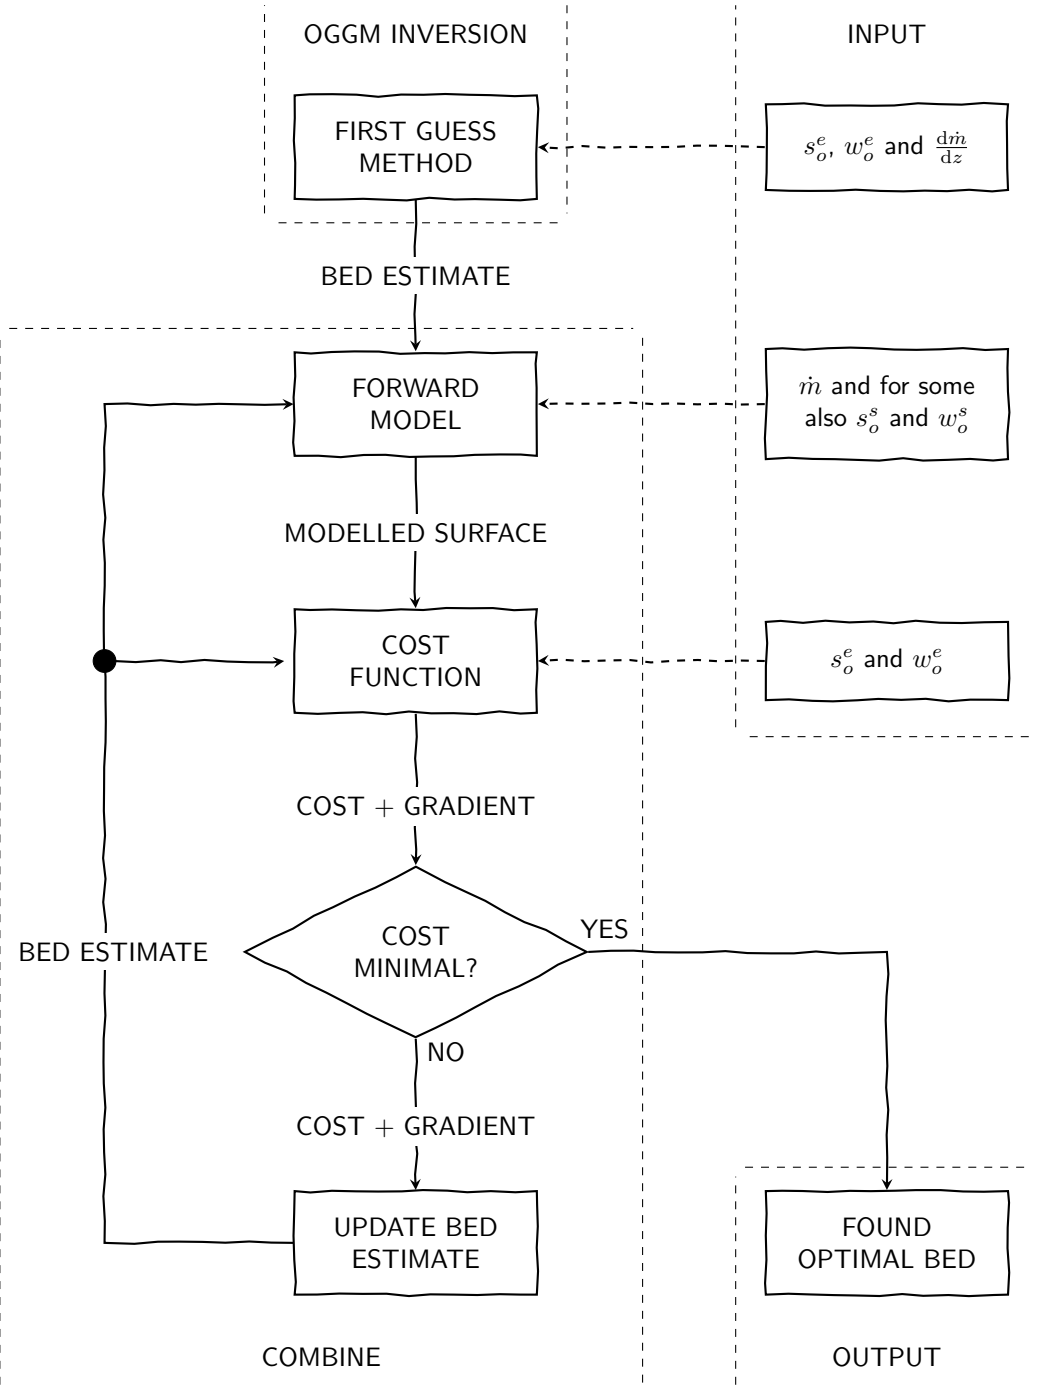 OGGM INVERSION
INPUT
FIRST GUESS
METHOD
$s_o^e$, $w_o^e$ and $\frac{\mathrm{d}\dot{m}}{\mathrm{d}z}$
BED ESTIMATE
FORWARD
MODEL
$\dot{m}$ and for some
also $s_o^s$ and $w_o^s$
MODELLED SURFACE
COST
FUNCTION
$s_o^e$ and $w_o^e$
COST + GRADIENT
YES
COST
MINIMAL?
BED ESTIMATE
NO
COST + GRADIENT
UPDATE BED
ESTIMATE
FOUND
OPTIMAL BED
COMBINE
OUTPUT